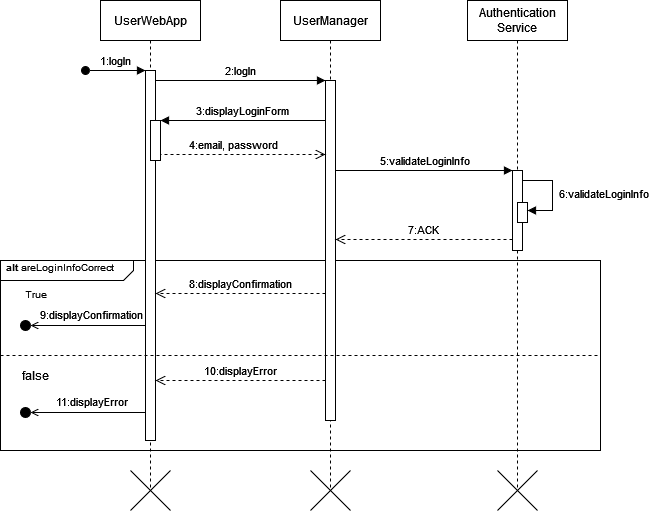 UserWebApp
UserManager
Authentication
Service
1:logIn
2:logIn
3:displayLoginForm
4:email, password
5:validateLoginInfo
6:validateLoginInfo
7:ACK
alt areLoginInfoCorrect
8:displayConfirmation
True
9:displayConfirmation
10:displayError
false
11:displayError